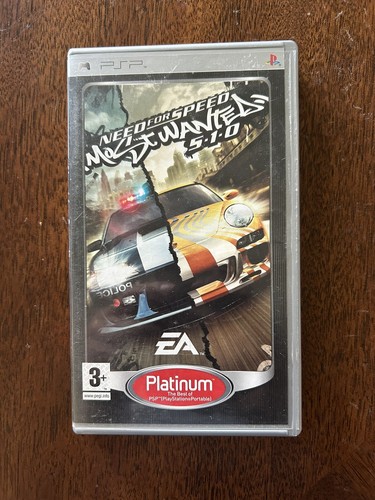 PSP
NEED FOR SPEED
MOST WANTED
5-1-0
POLICE
EA
3+
www.pegi.info
Platinum
The Best of
PSP™(PlayStation®Portable)